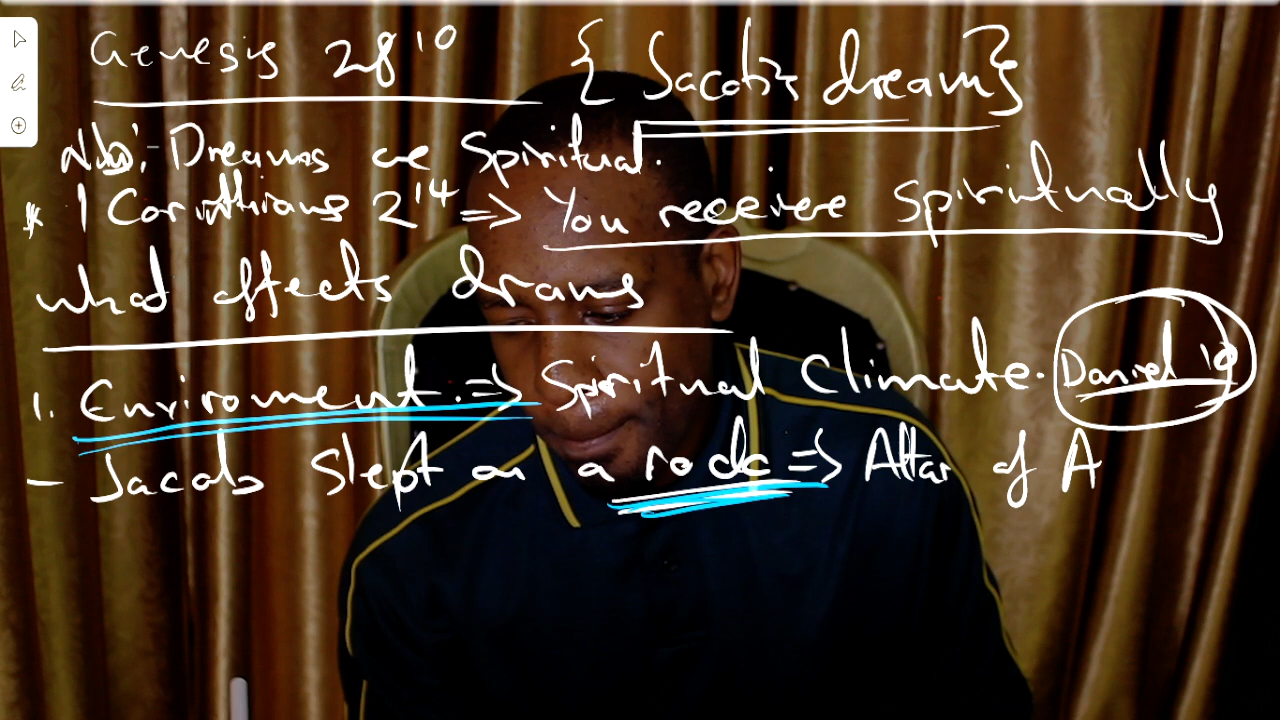 Genesis 28¹⁰ { Jacob's dream}
Nb:- Dreams are Spiritual.
* 1 Corinthians 2¹⁴ => You receive spiritually
what affects drams
1. Enviroment. => Spiritual Climate. Daniel 10
- Jacob Slept on a rock => Altar of A